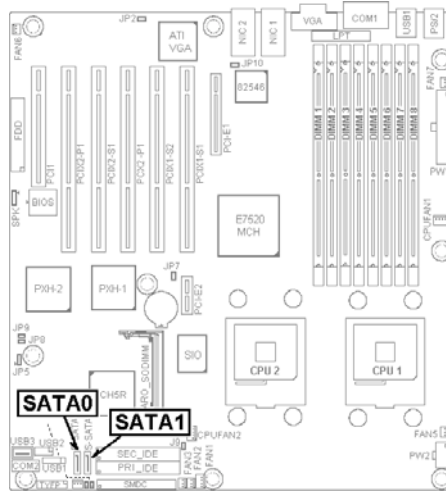 JP2
FAN6
ATI
VGA
NIC 2
NIC 1
VGA
COM1
USB1
PS/2
LPT
JP10
82546
FAN7
FDD
PCI-E1
DIMM 1
DIMM 2
DIMM 3
DIMM 4
DIMM 5
DIMM 6
DIMM 7
DIMM 8
PCI1
PCIX2-P1
PCIX2-S1
PCIX1-S2
PCIX1-S1
PW
SPK
BIOS
E7520
MCH
CPUFAN1
PXH-2
PXH-1
JP7
PCI-E2
JP9
JP8
JP5
SIO
CPU 2
CPU 1
SATA0
SATA1
CPUFAN2
J9
FAN5
USB3
USB2
COM2
USB1
SEC_IDE
PRI_IDE
SMDC
FAN3
FAN2
FAN1
PW2